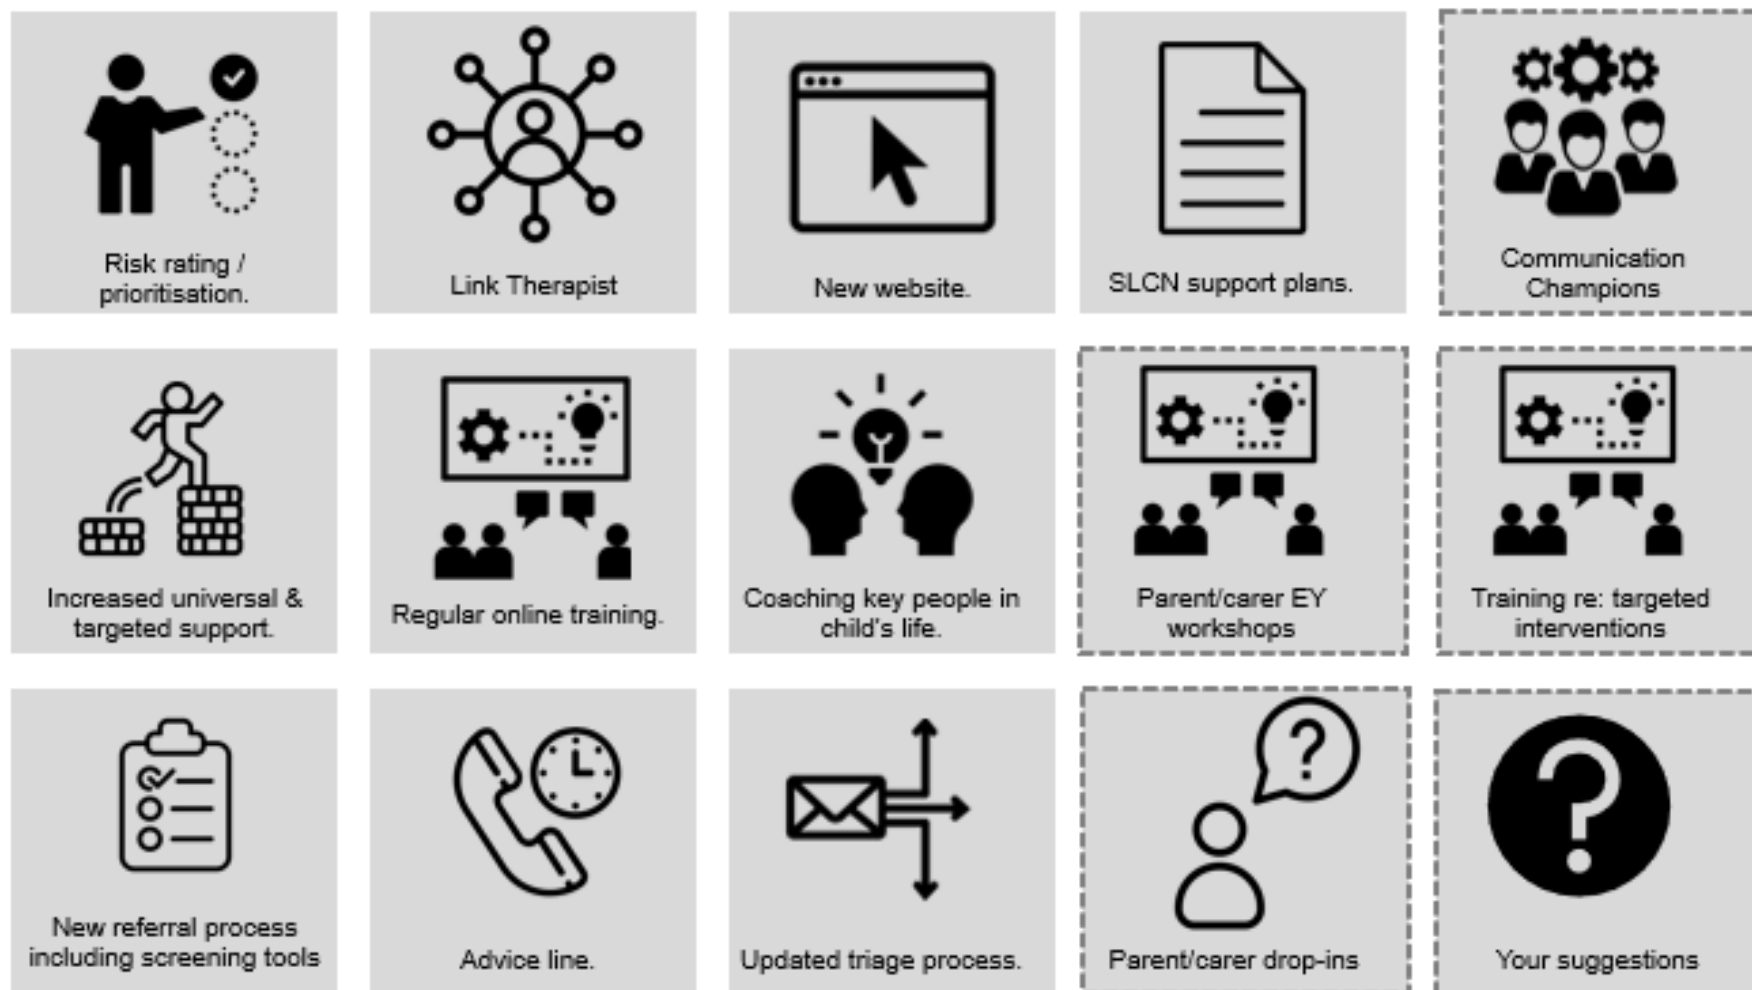 Risk rating /
prioritisation.
Link Therapist
New website.
SLCN support plans.
Communication
Champions
Increased universal &
targeted support.
Regular online training.
Coaching key people in
child's life.
Parent/carer EY
workshops
Training re: targeted
interventions
New referral process
including screening tools
Advice line.
Updated triage process.
Parent/carer drop-ins
Your suggestions